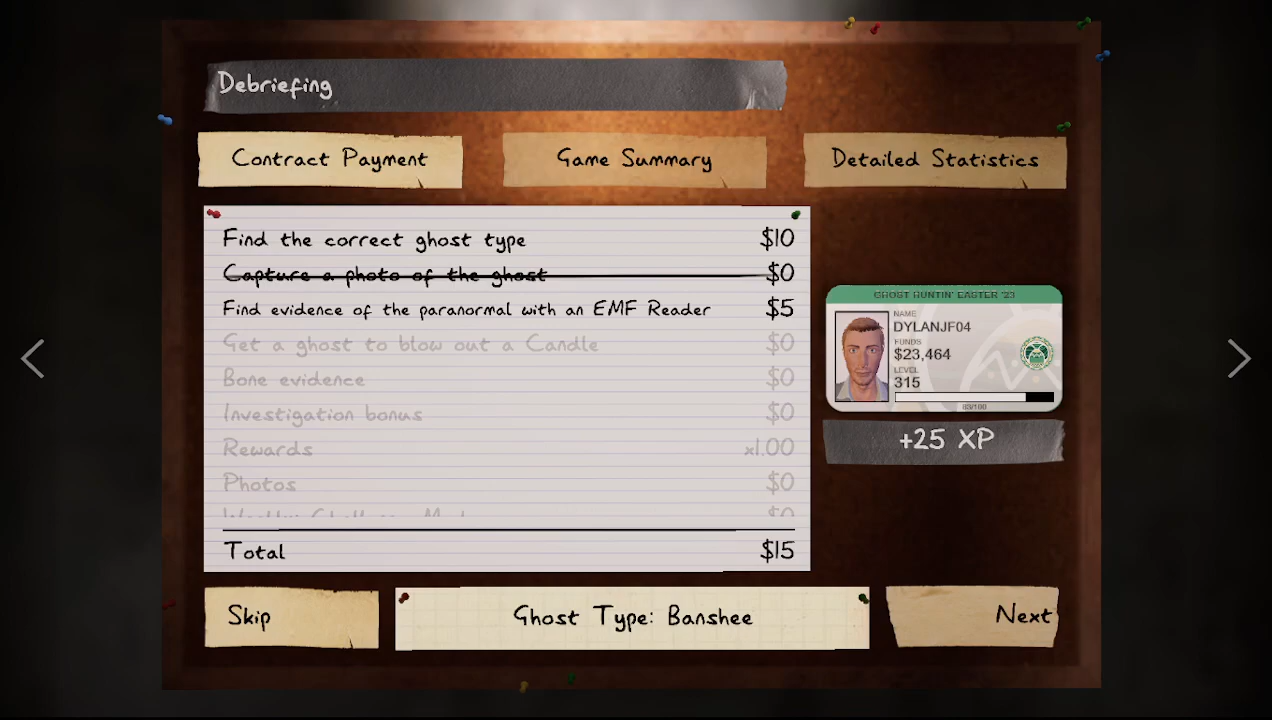 Debriefing
Contract Payment
Game Summary
Detailed Statistics
Find the correct ghost type $10
Capture a photo of the ghost $0
Find evidence of the paranormal with an EMF Reader $5
Get a ghost to blow out a Candle $0
Bone evidence $0
Investigation bonus $0
Rewards x1.00
Photos $0
$0
Total $15
GHOST HUNTIN' EASTER '23
NAME
DYLANJF04
FUNDS
$23,464
LEVEL
315
83/100
+25 XP
Skip
Ghost Type: Banshee
Next